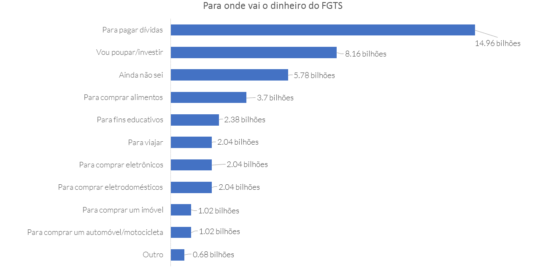 Para onde vai o dinheiro do FGTS
Para pagar dívidas
14.96 bilhões
Vou poupar/investir
8.16 bilhões
Ainda não sei
5.78 bilhões
Para comprar alimentos
3.7 bilhões
Para fins educativos
2.38 bilhões
Para viajar
2.04 bilhões
Para comprar eletrônicos
2.04 bilhões
Para comprar eletrodomésticos
2.04 bilhões
Para comprar um imóvel
1.02 bilhões
Para comprar um automóvel/motocicleta
1.02 bilhões
Outro
0.68 bilhões